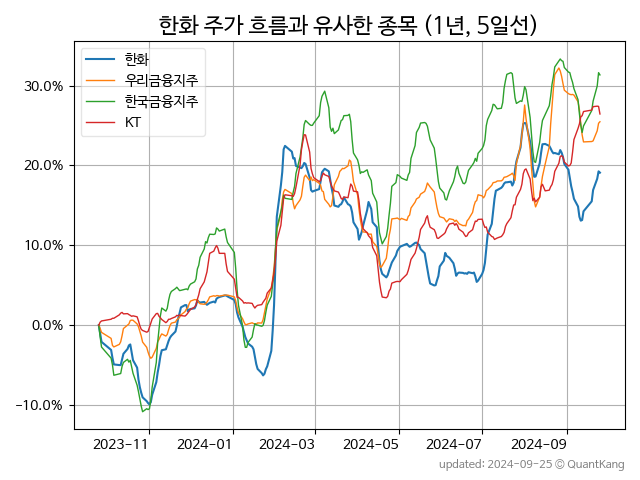 한화 주가 흐름과 유사한 종목 (1년, 5일선)
한화
우리금융지주
한국금융지주
KT
30.0%
20.0%
10.0%
0.0%
−10.0%
2023-11 2024-01 2024-03 2024-05 2024-07 2024-09
updated: 2024-09-25 © QuantKang